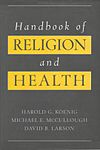 Handbook of
RELIGION
and
HEALTH
HAROLD G. KOENIG
MICHAEL E. McCULLOUGH
DAVID B. LARSON